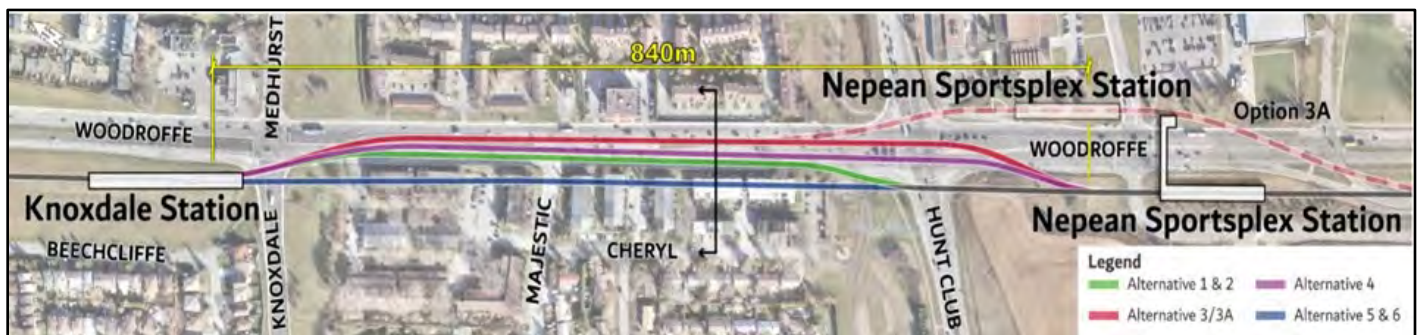 840m
MEDHURST
Nepean Sportsplex Station
Option 3A
WOODROFFE
WOODROFFE
Knoxdale Station
KNOXDALE
BEECHCLIFFE
MAJESTIC
CHERYL
HUNT CLUB
Nepean Sportsplex Station
Legend
Alternative 1 & 2
Alternative 4
Alternative 3/3A
Alternative 5 & 6